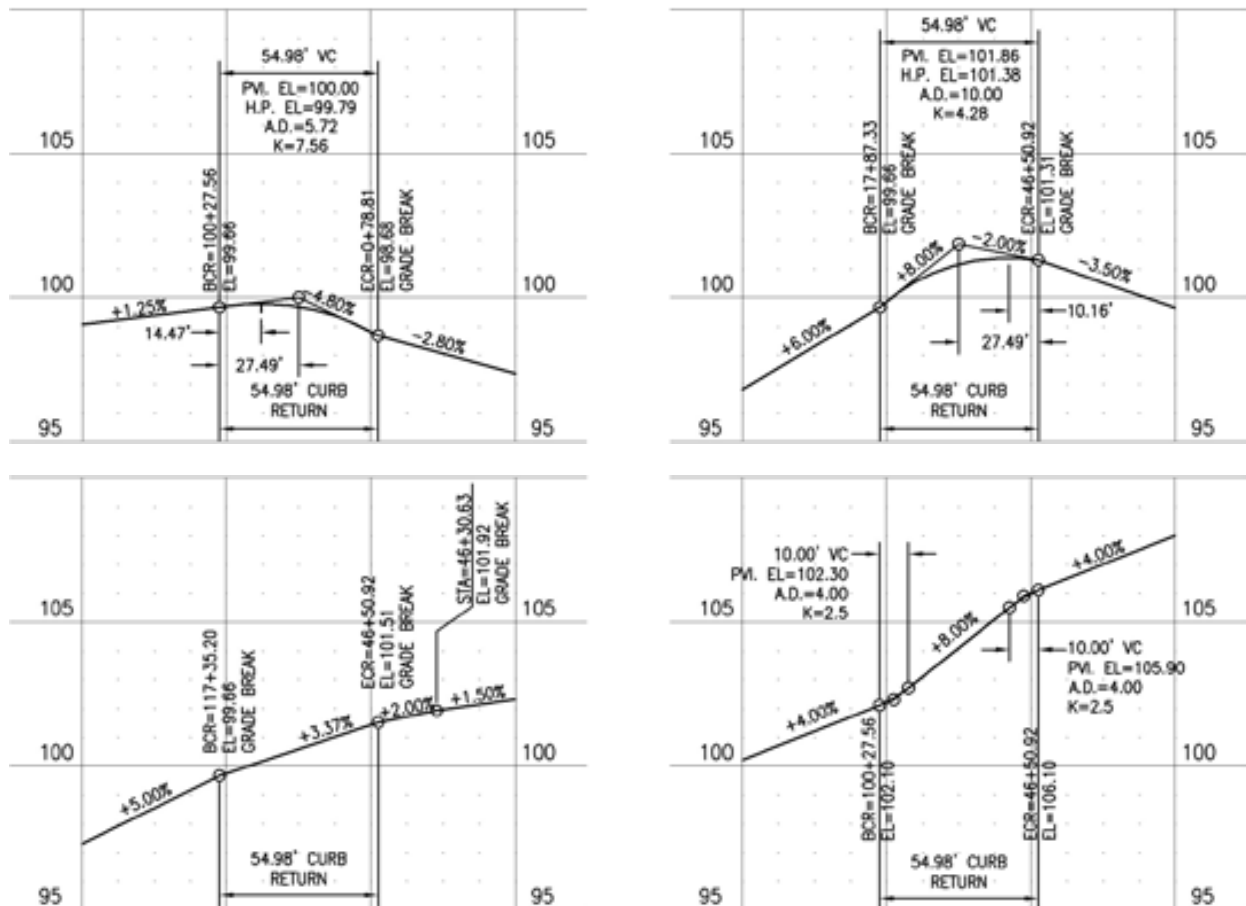 54.98' VC
PVI. EL=100.00
H.P. EL=99.79
A.D.=5.72
K=7.56
105
105
BCR=100+27.56
EL=99.66
ECR=0+78.81
EL=98.68
GRADE BREAK
100
100
+1.25%
-4.80%
-2.80%
14.47'
27.49'
54.98' CURB
RETURN
95
95
54.98' VC
PVI. EL=101.86
H.P. EL=101.38
A.D.=10.00
K=4.28
105
105
BCR=17+87.33
EL=99.66
GRADE BREAK
ECR=46+50.92
EL=101.31
GRADE BREAK
100
100
+6.00%
+8.00%
-2.00%
-3.50%
10.16'
27.49'
54.98' CURB
RETURN
95
95
STA=46+30.63
EL=101.92
GRADE BREAK
105
105
BCR=117+35.20
EL=99.66
GRADE BREAK
ECR=46+50.92
EL=101.51
GRADE BREAK
+5.00%
+3.37%
+2.00%
+1.50%
100
100
54.98' CURB
RETURN
95
95
10.00' VC
PVI. EL=102.30
A.D.=4.00
K=2.5
+4.00%
105
105
+8.00%
10.00' VC
PVI. EL=105.90
A.D.=4.00
K=2.5
+4.00%
100
100
BCR=100+27.56
EL=102.10
ECR=46+50.92
EL=106.10
54.98' CURB
RETURN
95
95